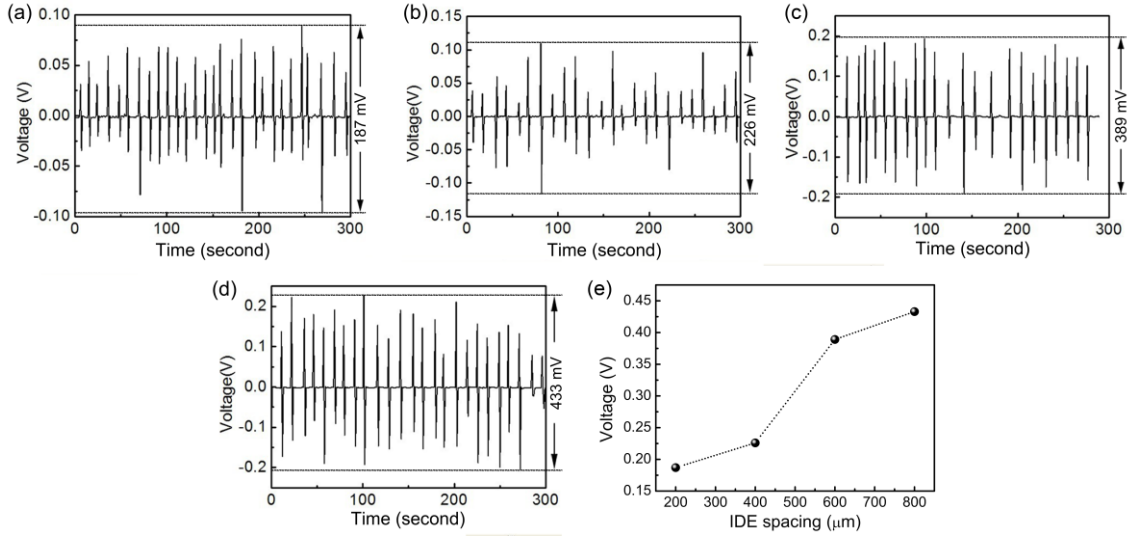 (a)
0.10
0.05
0.00
-0.05
-0.10
Voltage (V)
0
100
200
300
Time (second)
187 mV
(b)
0.15
0.10
0.05
0.00
-0.05
-0.10
-0.15
Voltage(V)
0
100
200
300
Time (second)
226 mV
(c)
0.2
0.1
0.0
-0.1
-0.2
Voltage(V)
0
100
200
300
Time (second)
389 mV
(d)
0.2
0.1
0.0
-0.1
-0.2
Voltage(V)
0
100
200
300
Time (second)
433 mV
(e)
0.45
0.40
0.35
0.30
0.25
0.20
0.15
Voltage (V)
200 300 400 500 600 700 800
IDE spacing (μm)